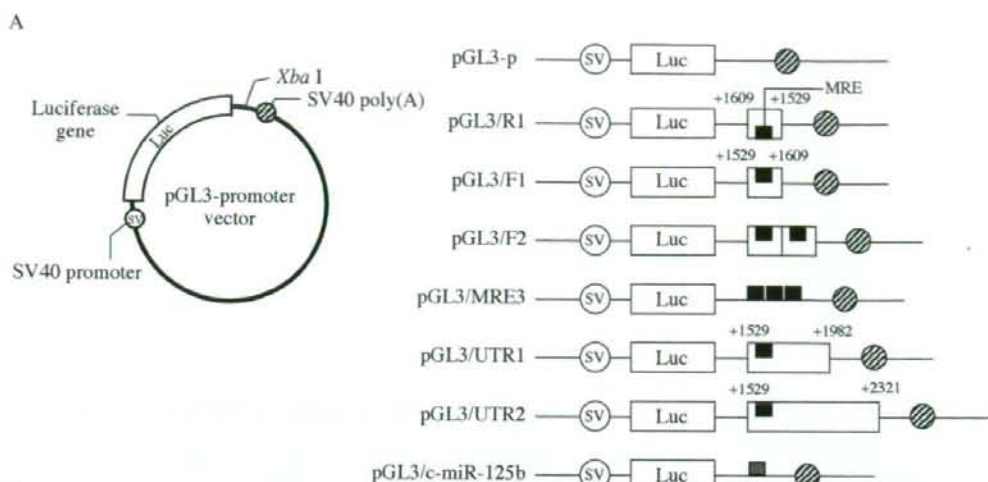 A
Xba I
SV40 poly(A)
Luciferase
gene
Luc
pGL3-promoter
vector
SV
SV40 promoter
pGL3-p
SV
Luc
MRE
+1609
+1529
pGL3/R1
SV
Luc
+1529
+1609
pGL3/F1
SV
Luc
pGL3/F2
SV
Luc
pGL3/MRE3
SV
Luc
+1529
+1982
pGL3/UTR1
SV
Luc
+1529
+2321
pGL3/UTR2
SV
Luc
pGL3/c-miR-125b
SV
Luc